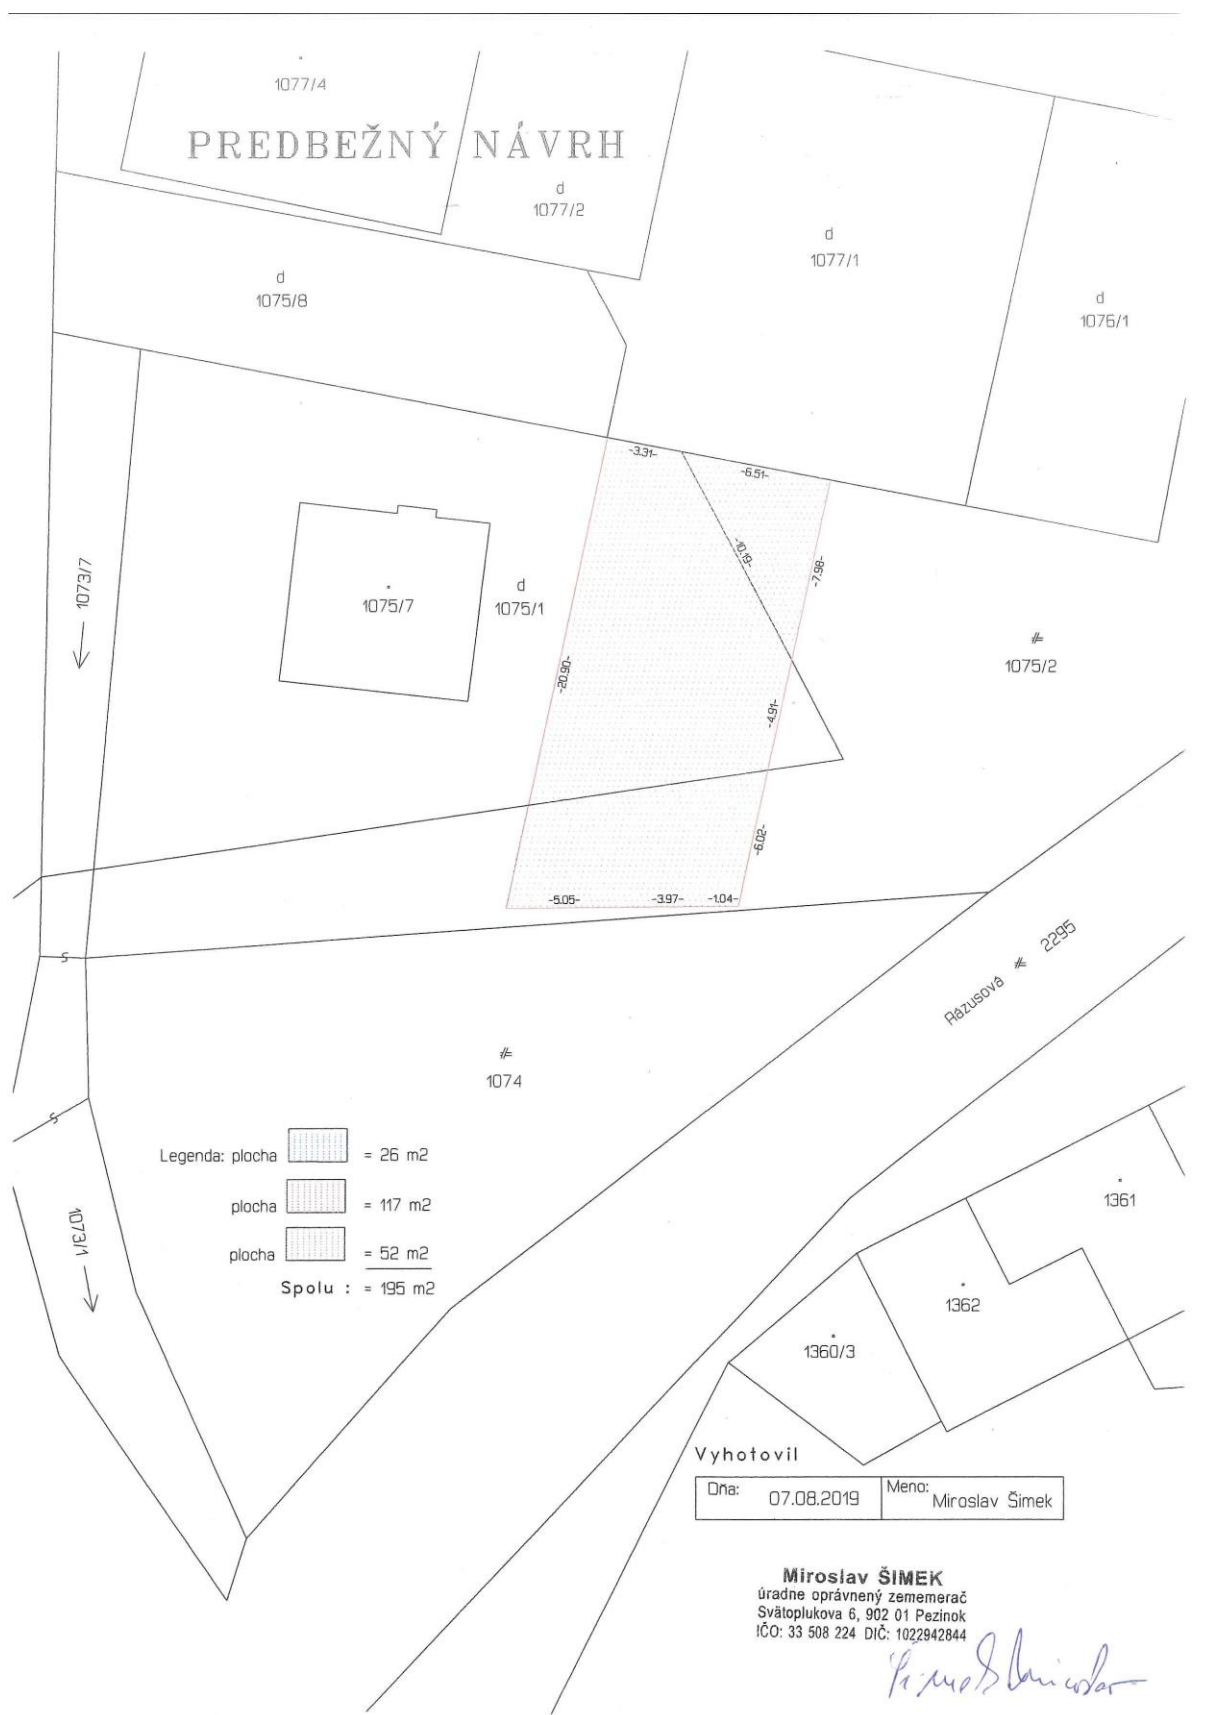 1077/4
PREDBEŽNÝ NÁVRH
d
1077/2
d
1077/1
d
1075/8
d
1076/1
-3.31-
-6.51-
-10.19-
-7.98-
1073/7
1075/7
d
1075/1
1075/2
-20.90-
-4.91-
-6.02-
-5.05-
-3.97-
-1.04-
Rázusová 2295
1074
Legenda: plocha = 26 m2
plocha = 117 m2
plocha = 52 m2
Spolu : = 195 m2
1073/1
1361
1362
1360/3
Vyhotovil
Dňa: 07.08.2019 Meno: Miroslav Šimek
Miroslav ŠIMEK
úradne oprávnený zememerač
Svätoplukova 6, 902 01 Pezinok
IČO: 33 508 224 DIČ: 1022942844